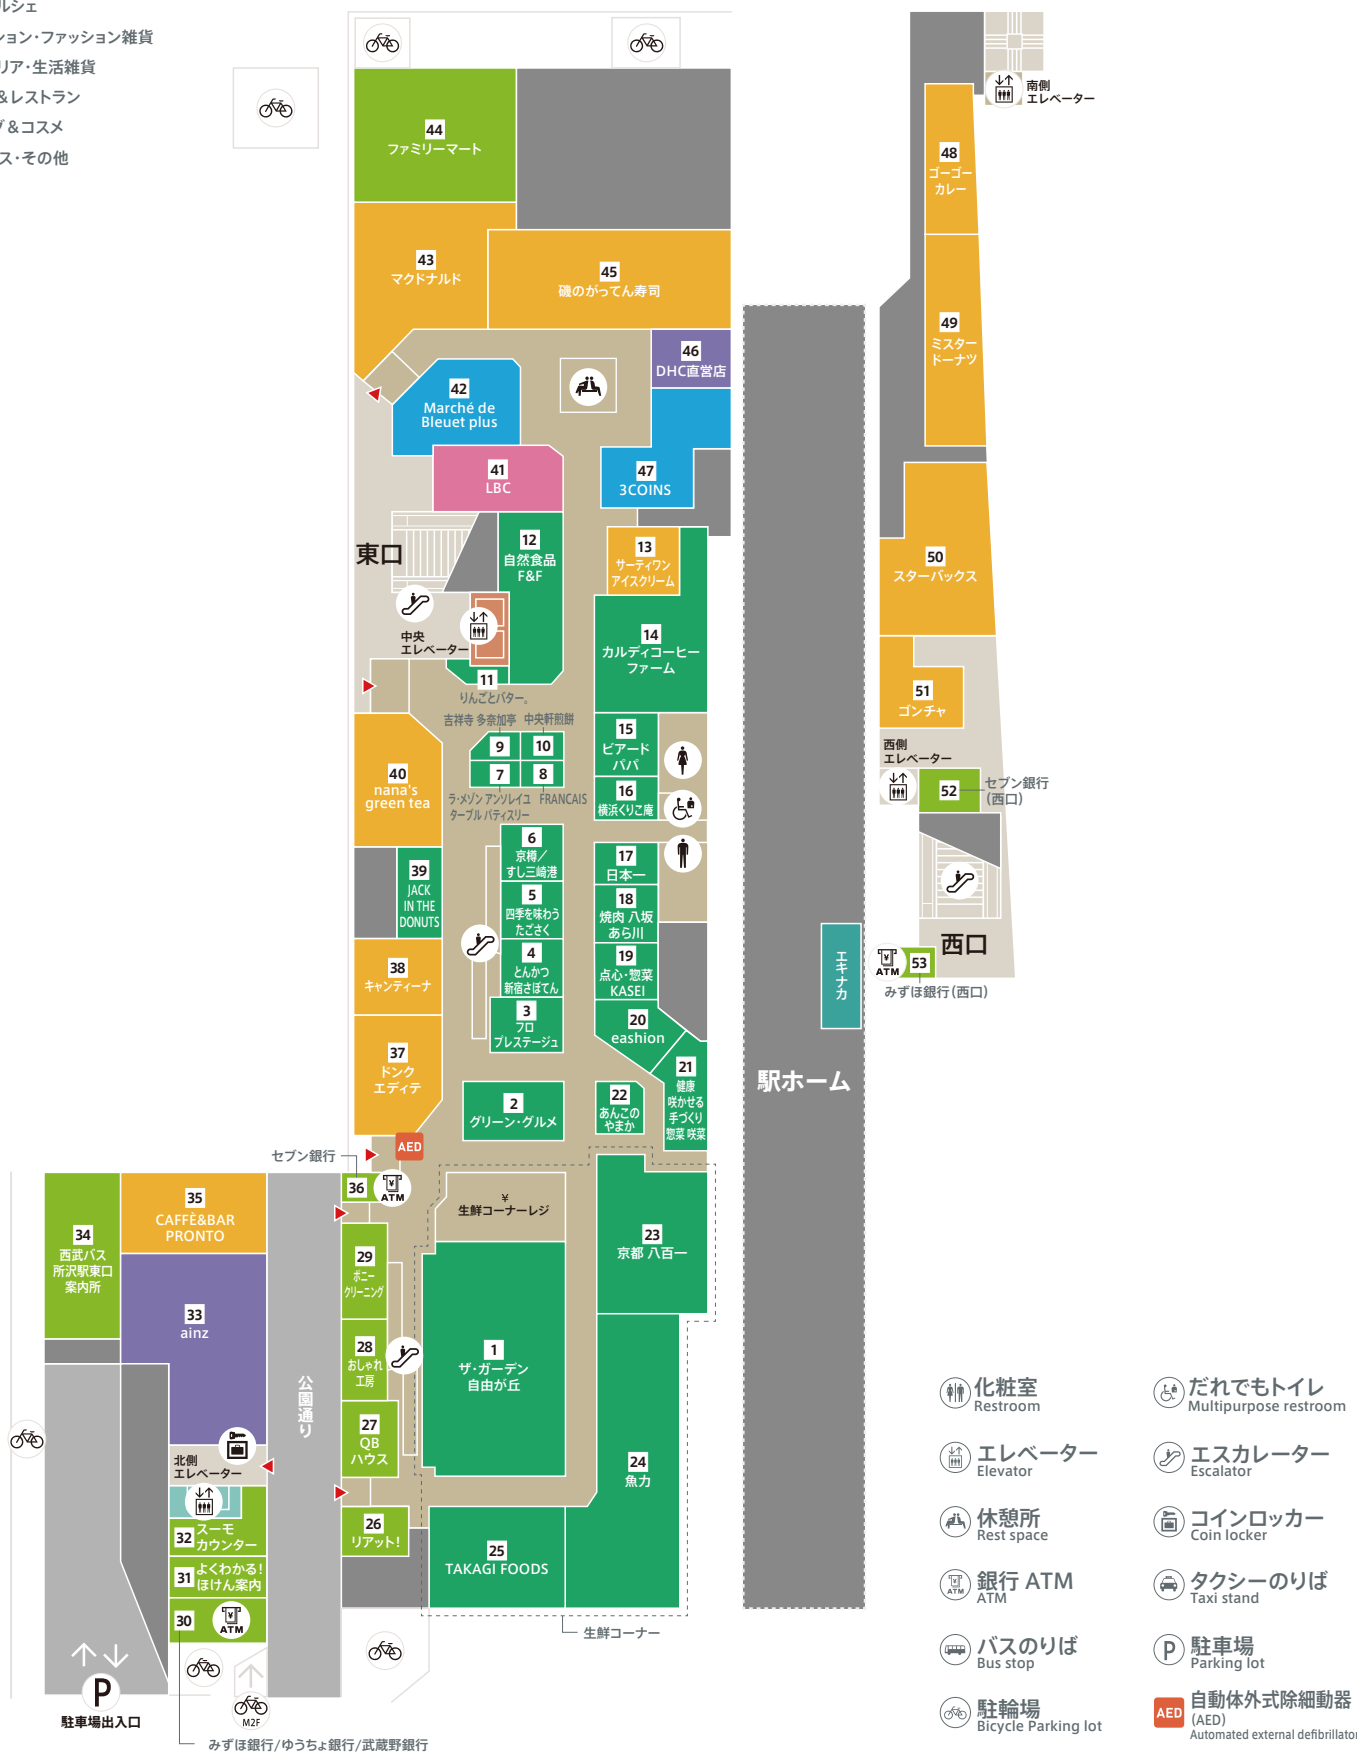 ルシェ
ション・ファッション雑貨
リア・生活雑貨
&レストラン
グ&コスメ
ス・その他
44
ファミリーマート
43
マクドナルド
45
磯のがってん寿司
46
DHC直営店
42
Marché de
Bleuet plus
41
LBC
47
3COINS
東口
12
自然食品
F&F
13
サーティワン
アイスクリーム
中央
エレベーター
14
カルディコーヒー
ファーム
11
りんごとバター。
吉祥寺 多奈加亭
中央軒煎餅
9
10
7
8
ラ・メゾン アンソレイユ
ターブル パティスリー
FRANCAIS
15
ビアード
パパ
16
横浜くりこ庵
40
nana's
green tea
6
京樽/
すし三崎港
17
日本一
39
JACK
IN THE
DONUTS
5
四季を味わう
たごさく
18
焼肉 八坂
あら川
38
キャンティーナ
4
とんかつ
新宿さぼてん
19
点心・惣菜
KASEI
3
フロ
プレステージュ
20
eashion
37
ドンク
エディテ
21
健康
咲かせる
手づくり
惣菜 咲菜
2
グリーン・グルメ
22
あんこの
やまか
AED
セブン銀行
36
ATM
¥
生鮮コーナーレジ
23
京都 八百一
34
西武バス
所沢駅東口
案内所
35
CAFFÈ&BAR
PRONTO
29
ポニー
クリーニング
33
ainz
28
おしゃれ
工房
1
ザ・ガーデン
自由が丘
公園通り
27
QB
ハウス
24
魚力
北側
エレベーター
26
リアット!
25
TAKAGI FOODS
32
スーモ
カウンター
31
よくわかる!
ほけん案内
30
ATM
生鮮コーナー
P
駐車場出入口
M2F
みずほ銀行/ゆうちょ銀行/武蔵野銀行
駅ホーム
エキナカ
南側
エレベーター
48
ゴーゴー
カレー
49
ミスター
ドーナツ
50
スターバックス
51
ゴンチャ
西側
エレベーター
52
セブン銀行
(西口)
西口
ATM
53
みずほ銀行(西口)
化粧室
Restroom
だれでもトイレ
Multipurpose restroom
エレベーター
Elevator
エスカレーター
Escalator
休憩所
Rest space
コインロッカー
Coin locker
ATM
銀行 ATM
ATM
タクシーのりば
Taxi stand
バスのりば
Bus stop
P
駐車場
Parking lot
駐輪場
Bicycle Parking lot
AED
自動体外式除細動器
(AED)
Automated external defibrillator